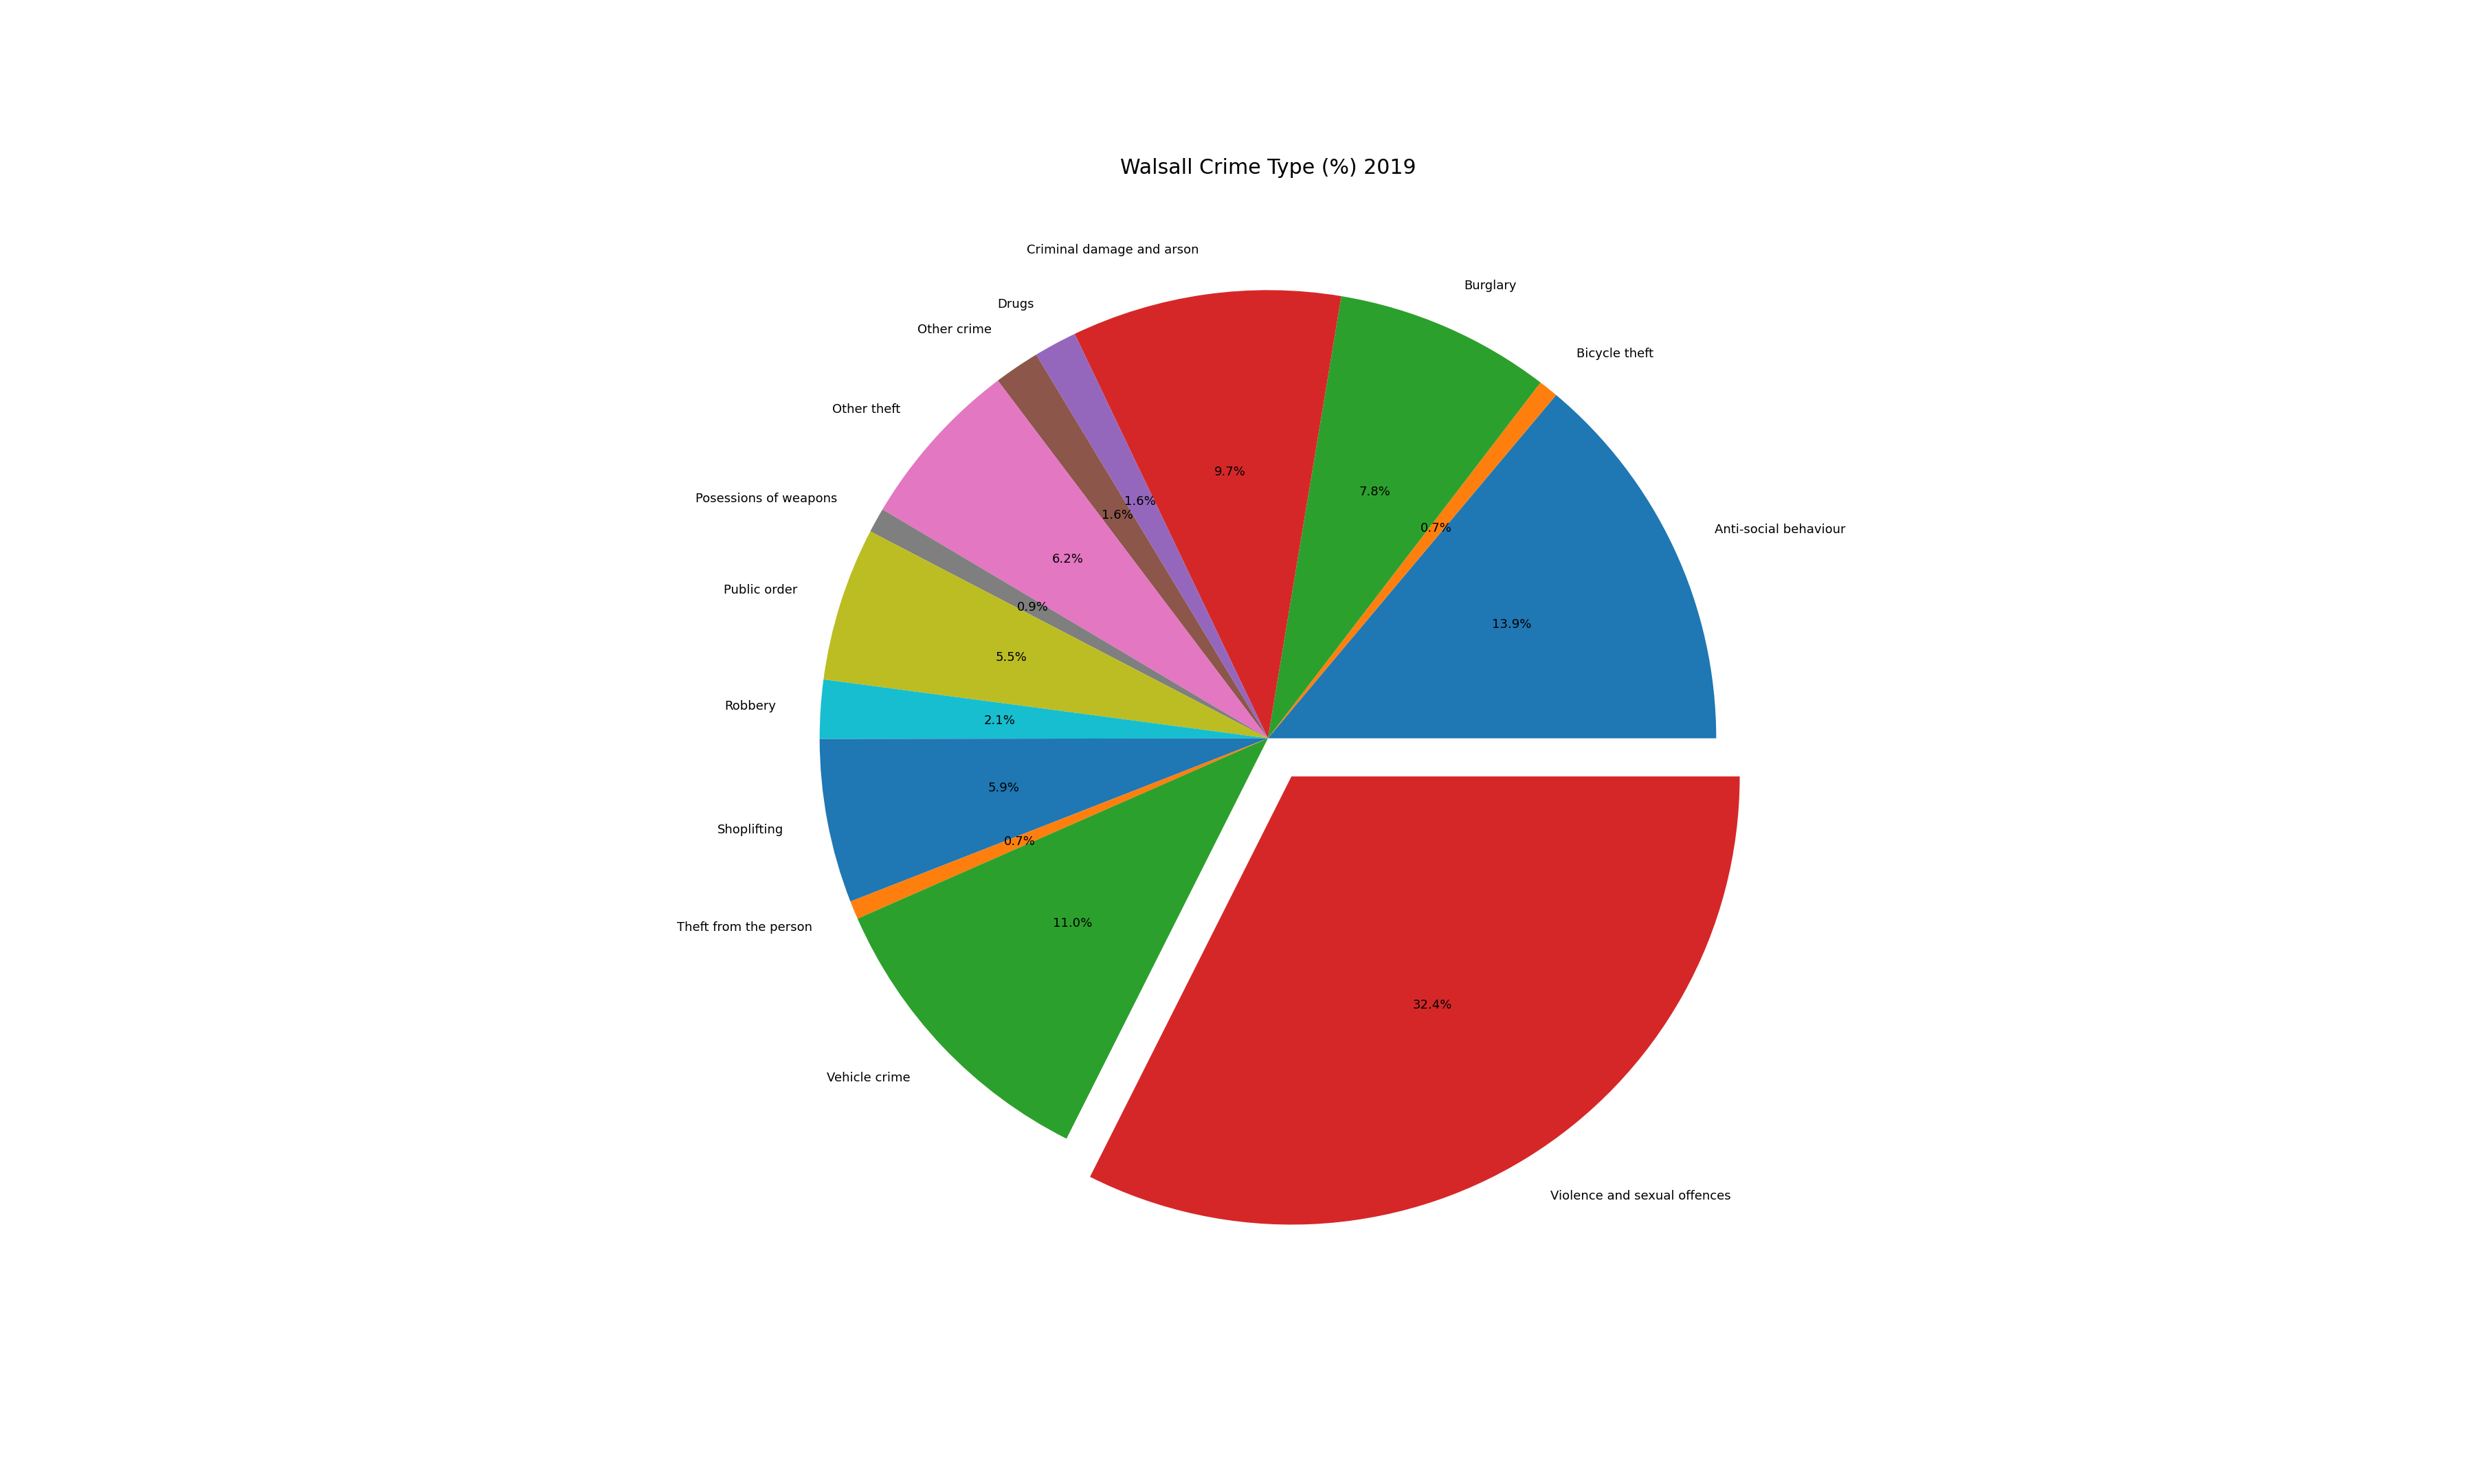 Walsall Crime Type (%) 2019
Criminal damage and arson
Burglary
Drugs
Other crime
Bicycle theft
Other theft
9.7%
7.8%
Posessions of weapons
1.6%
1.6%
0.7%
Anti-social behaviour
6.2%
Public order
0.9%
13.9%
5.5%
Robbery
2.1%
5.9%
Shoplifting
0.7%
Theft from the person
11.0%
32.4%
Vehicle crime
Violence and sexual offences